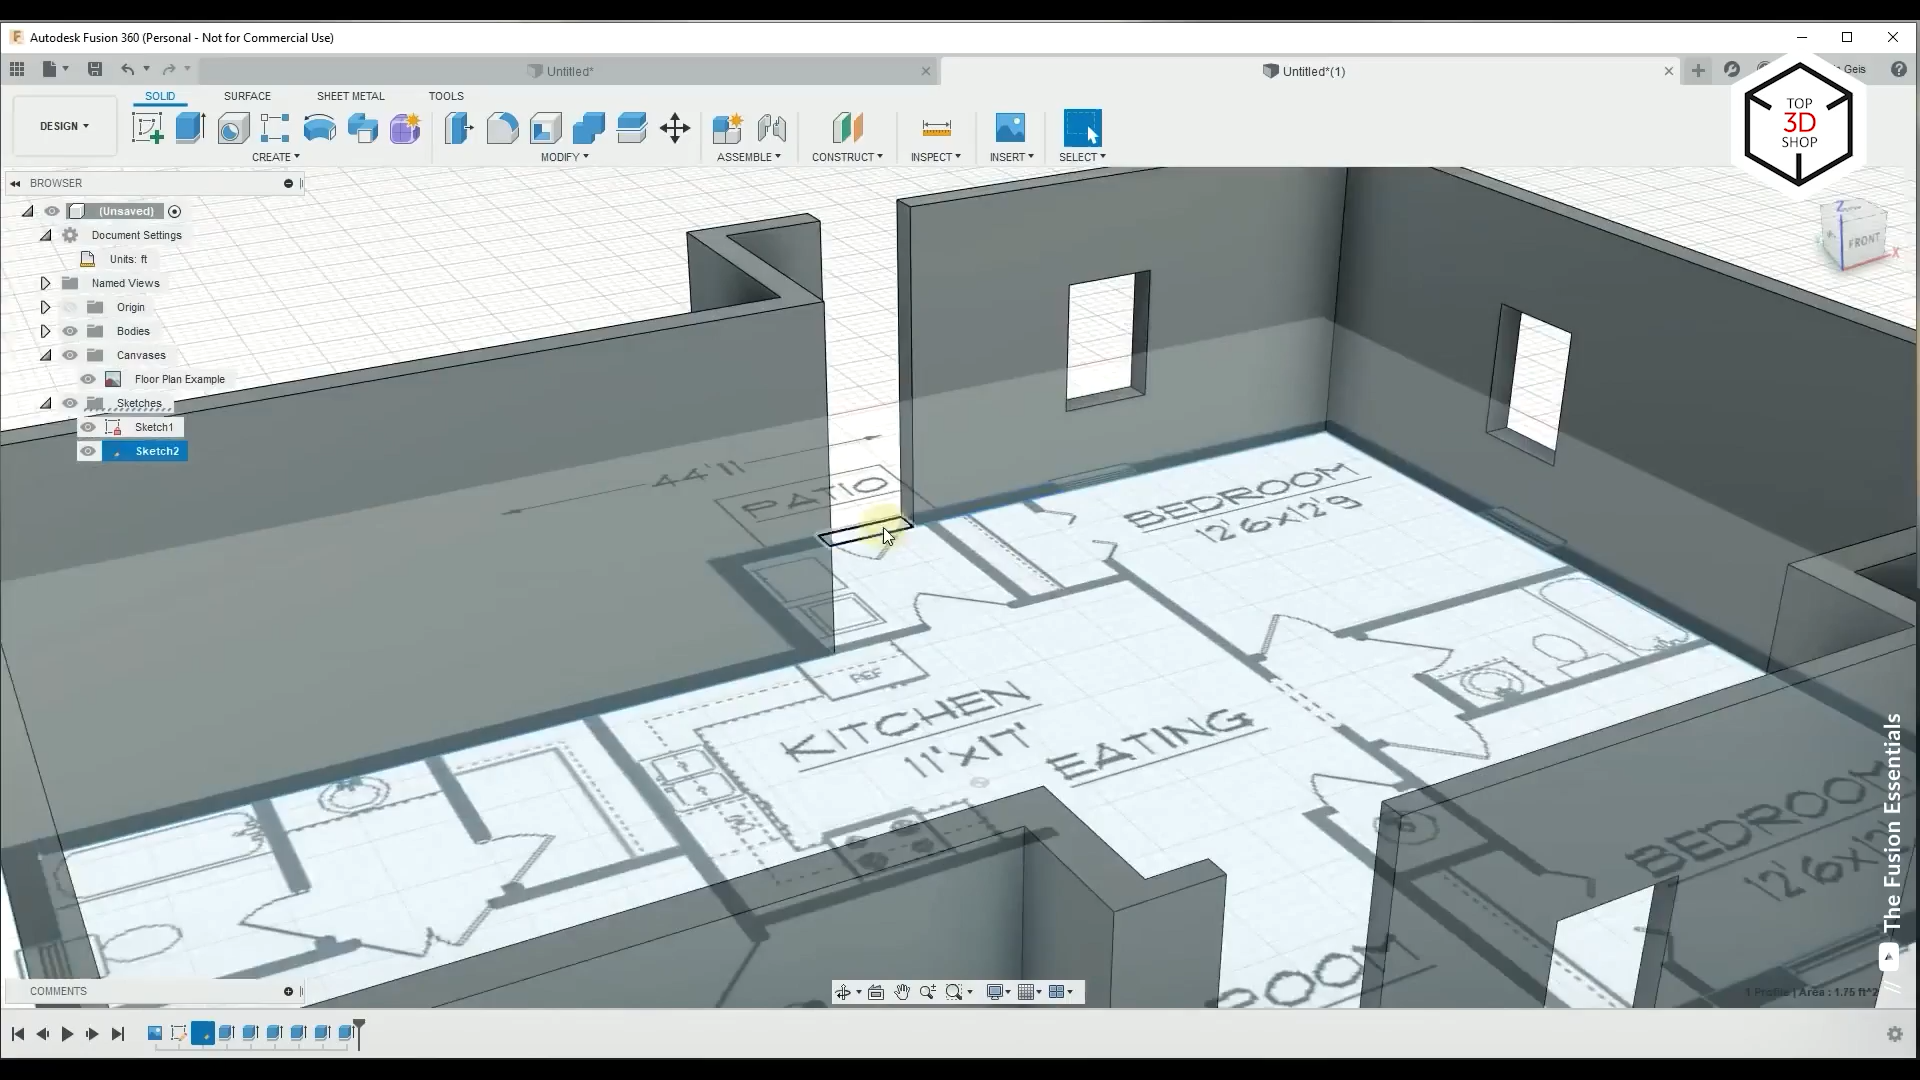 Autodesk Fusion 360 (Personal - Not for Commercial Use)
Untitled*
Untitled*(1)
Geis
TOP
3D
SHOP
DESIGN
SOLID
SURFACE
SHEET METAL
TOOLS
CREATE
MODIFY
ASSEMBLE
CONSTRUCT
INSPECT
INSERT
SELECT
BROWSER
(Unsaved)
Document Settings
Units: ft
Named Views
Origin
Bodies
Canvases
Floor Plan Example
Sketches
Sketch1
Sketch2
Z
FRONT
X
44'11
PATIO
BEDROOM
12'6x12'9
REF
KITCHEN
11'X17'
EATING
BEDROOM
12'6x1
ROOM
The Fusion Essentials
1 Profile | Area : 1.75 ft^2
COMMENTS